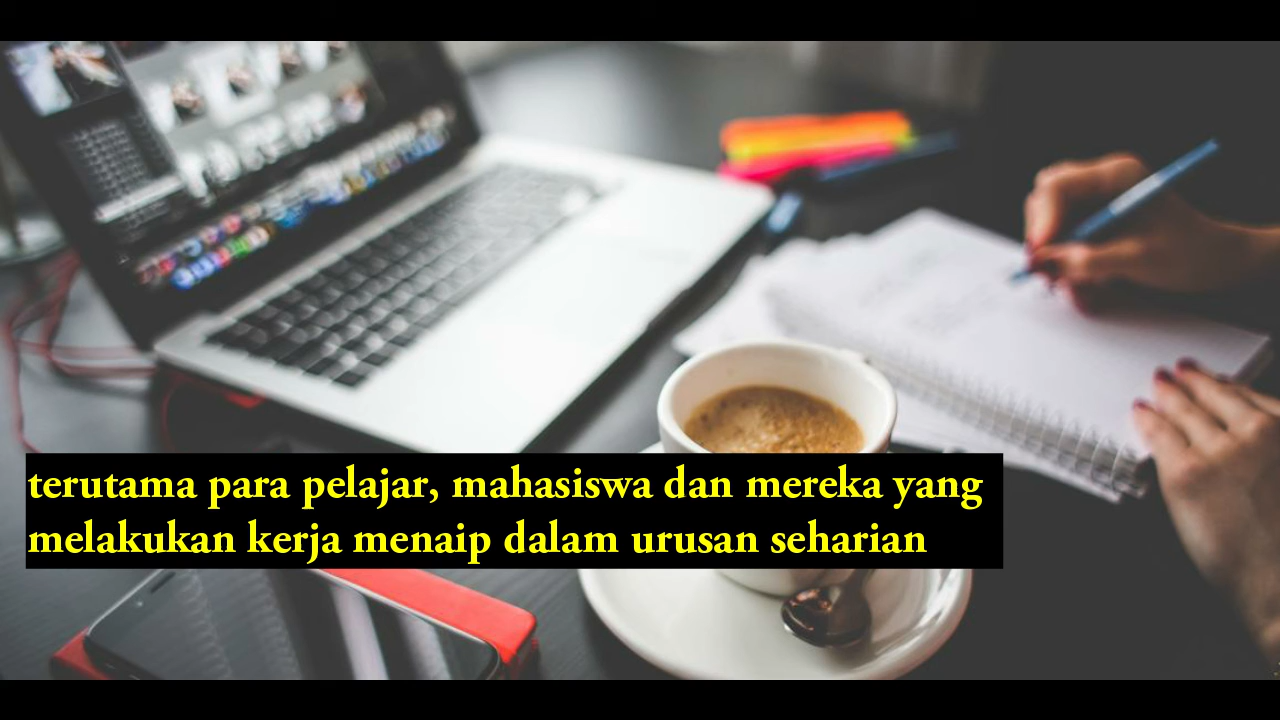 terutama para pelajar, mahasiswa dan mereka yang
melakukan kerja menaip dalam urusan seharian